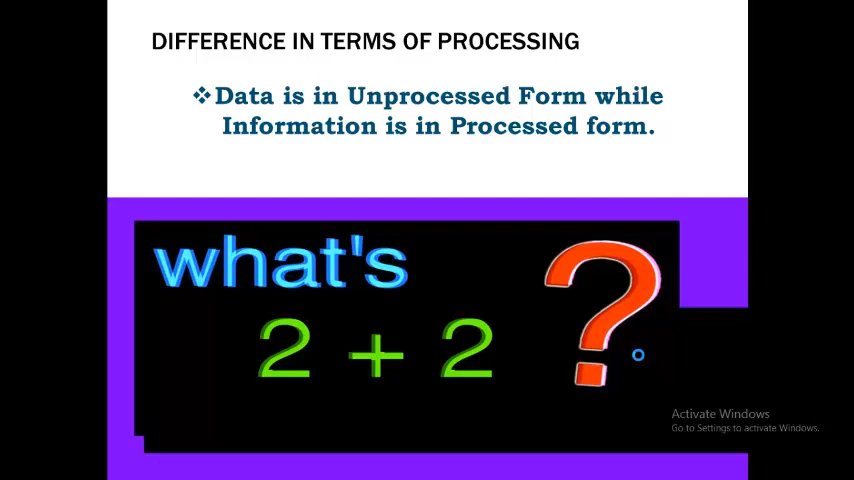 DIFFERENCE IN TERMS OF PROCESSING
❖Data is in Unprocessed Form while
Information is in Processed form.
what's
2 + 2 ?
Activate Windows
Go to Settings to activate Windows.